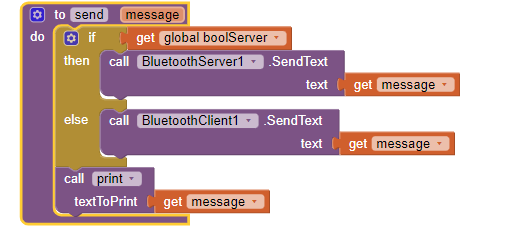 to send message
do if get global boolServer
then call BluetoothServer1 .SendText
text get message
else call BluetoothClient1 .SendText
text get message
call print
textToPrint get message